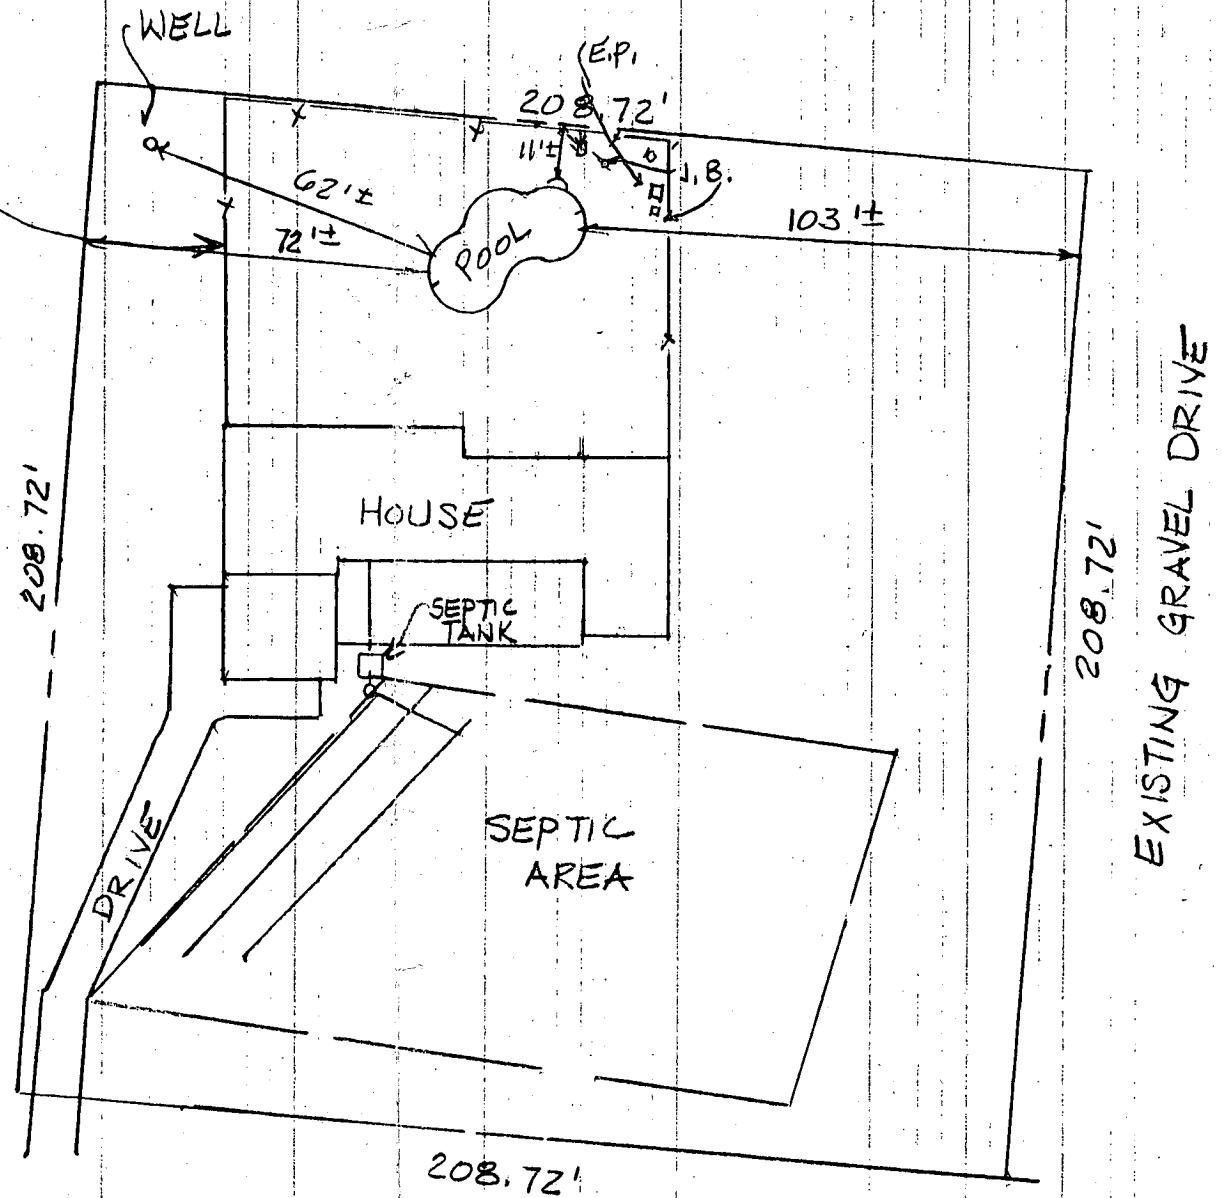 WELL
E.P.
208.72'
11'±
J.B.
62'±
103'±
72'±
POOL
208.72'
HOUSE
SEPTIC
TANK
208.72'
EXISTING GRAVEL DRIVE
DRIVE
SEPTIC
AREA
208.72'